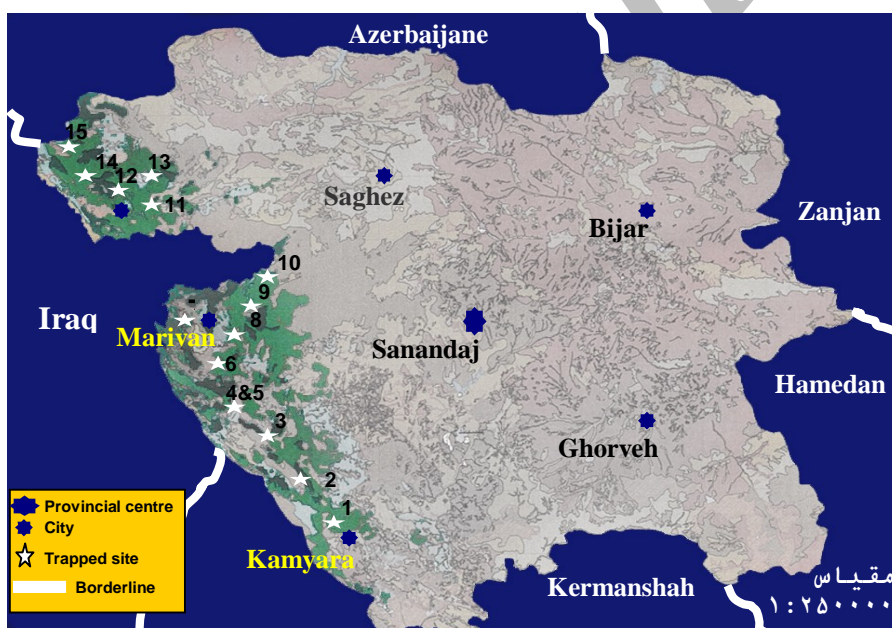 Azerbaijane
15
14
13
12
11
Saghez
Bijar
Zanjan
10
9
-
8
Iraq
Marivan
Sanandaj
6
Hamedan
4&5
3
Ghorveh
2
1
Kamyara
Kermanshah
Provincial centre
City
Trapped site
Borderline
مقیاس
۱:۲۵۰۰۰۰